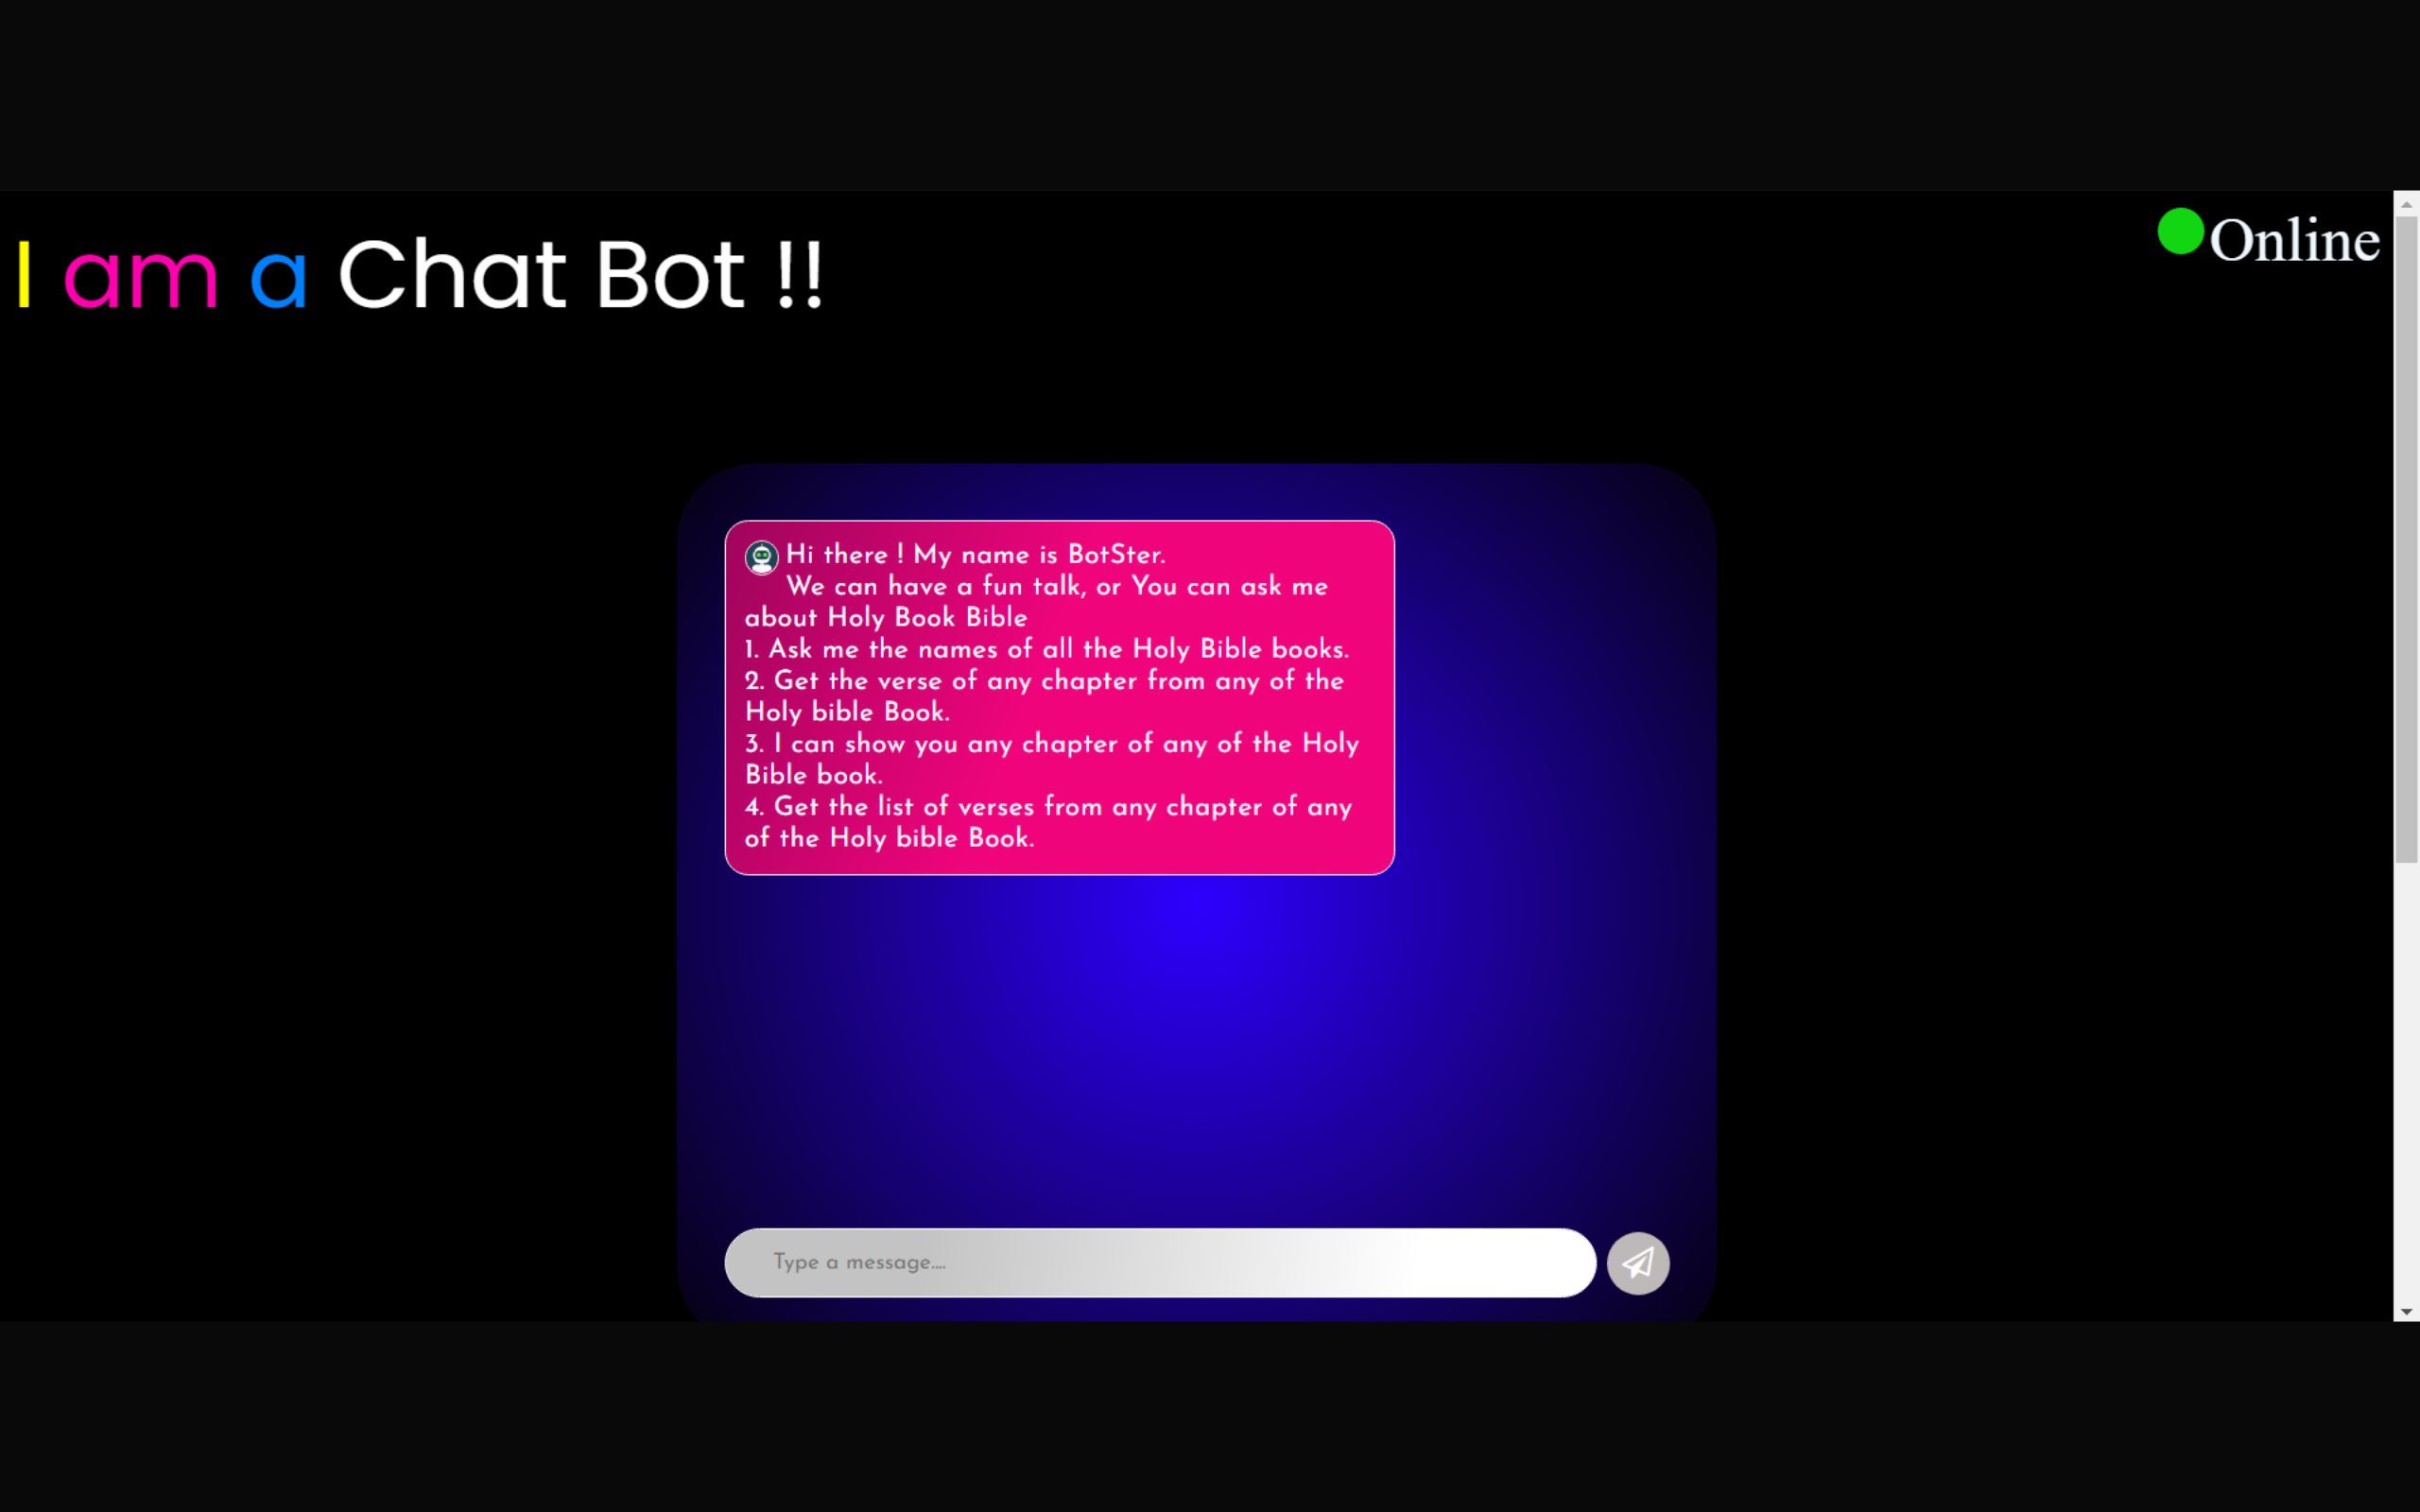 I am a Chat Bot !!
Online
Hi there ! My name is BotSter.
We can have a fun talk, or You can ask me
about Holy Book Bible
1. Ask me the names of all the Holy Bible books.
2. Get the verse of any chapter from any of the
Holy bible Book.
3. I can show you any chapter of any of the Holy
Bible book.
4. Get the list of verses from any chapter of any
of the Holy bible Book.
Type a message....